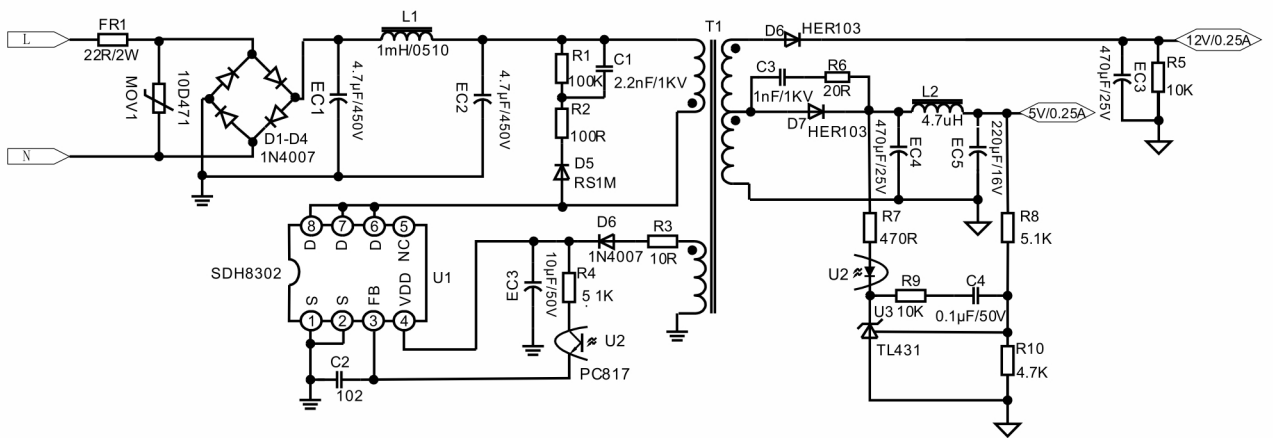 L
FR1
22R/2W
MOV1
10D471
N
D1-D4
1N4007
EC1
4.7µF/450V
L1
1mH/0510
EC2
4.7µF/450V
R1
100K
C1
2.2nF/1KV
R2
100R
D5
RS1M
T1
D6
HER103
C3
1nF/1KV
R6
20R
D7
HER103
L2
4.7uH
470µF/25V
EC4
EC5
220µF/16V
470µF/25V
EC3
R5
10K
12V/0.25A
5V/0.25A
8
7
6
5
D
D
D
NC
SDH8302
U1
S
S
FB
VDD
1
2
3
4
C2
102
EC3
10µF/50V
R4
5 1K
D6
1N4007
R3
10R
U2
PC817
R7
470R
R8
5.1K
U2
R9
10K
C4
0.1µF/50V
U3
TL431
R10
4.7K